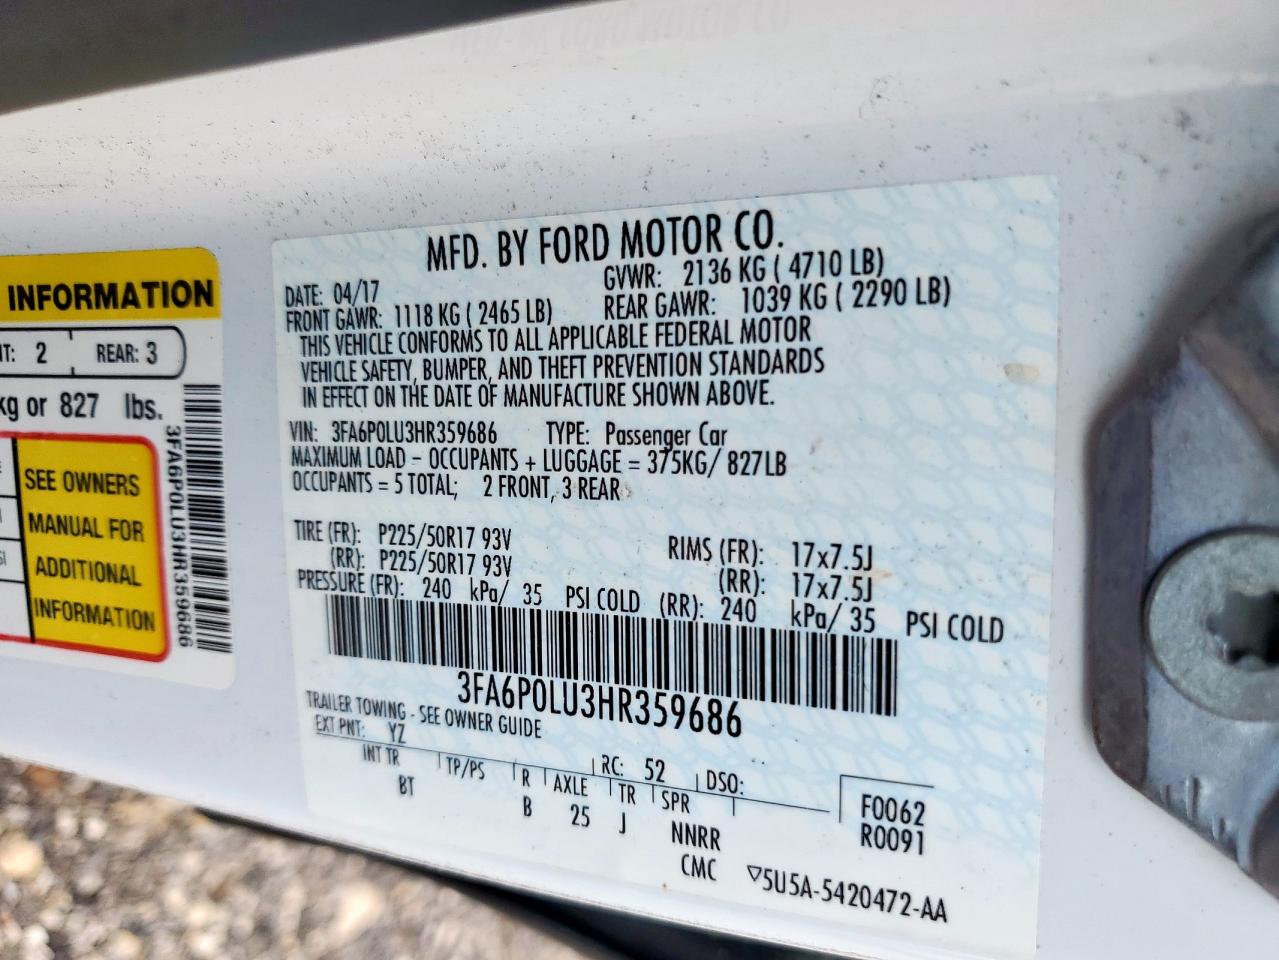 INFORMATION
2 REAR: 3
kg or 827 lbs.
SEE OWNERS
MANUAL FOR
ADDITIONAL
INFORMATION
3FA6P0LU3HR359686
MFD. BY FORD MOTOR CO.
DATE: 04/17 GVWR: 2136 KG ( 4710 LB)
FRONT GAWR: 1118 KG ( 2465 LB) REAR GAWR: 1039 KG ( 2290 LB)
THIS VEHICLE CONFORMS TO ALL APPLICABLE FEDERAL MOTOR
VEHICLE SAFETY, BUMPER, AND THEFT PREVENTION STANDARDS
IN EFFECT ON THE DATE OF MANUFACTURE SHOWN ABOVE.
VIN: 3FA6P0LU3HR359686 TYPE: Passenger Car
MAXIMUM LOAD - OCCUPANTS + LUGGAGE = 375KG/ 827LB
OCCUPANTS = 5 TOTAL; 2 FRONT, 3 REAR
TIRE (FR): P225/50R17 93V RIMS (FR): 17x7.5J
(RR): P225/50R17 93V (RR): 17x7.5J
PRESSURE (FR): 240 kPa/ 35 PSI COLD (RR): 240 kPa/ 35 PSI COLD
3FA6P0LU3HR359686
TRAILER TOWING - SEE OWNER GUIDE
EXT PNT: YZ RC: 52 DSO:
INT TR TP/PS R AXLE TR SPR F0062
BT B 25 J NNRR R0091
CMC ▽5U5A-5420472-AA